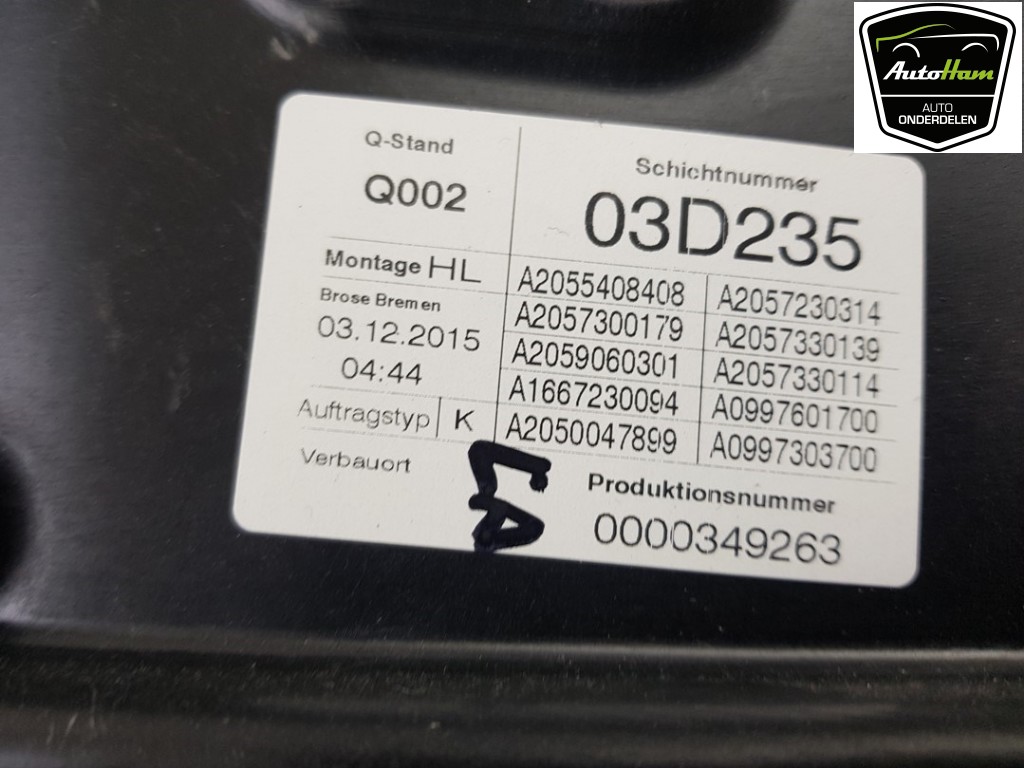 AutoHam
AUTO
ONDERDELEN
Q-Stand
Q002
Schichtnummer
03D235
Montage HL
Brose Bremen
03.12.2015
04:44
Auftragstyp K
Verbauort
A2055408408 A2057230314
A2057300179 A2057330139
A2059060301 A2057330114
A1667230094 A0997601700
A2050047899 A0997303700
Produktionsnummer
0000349263